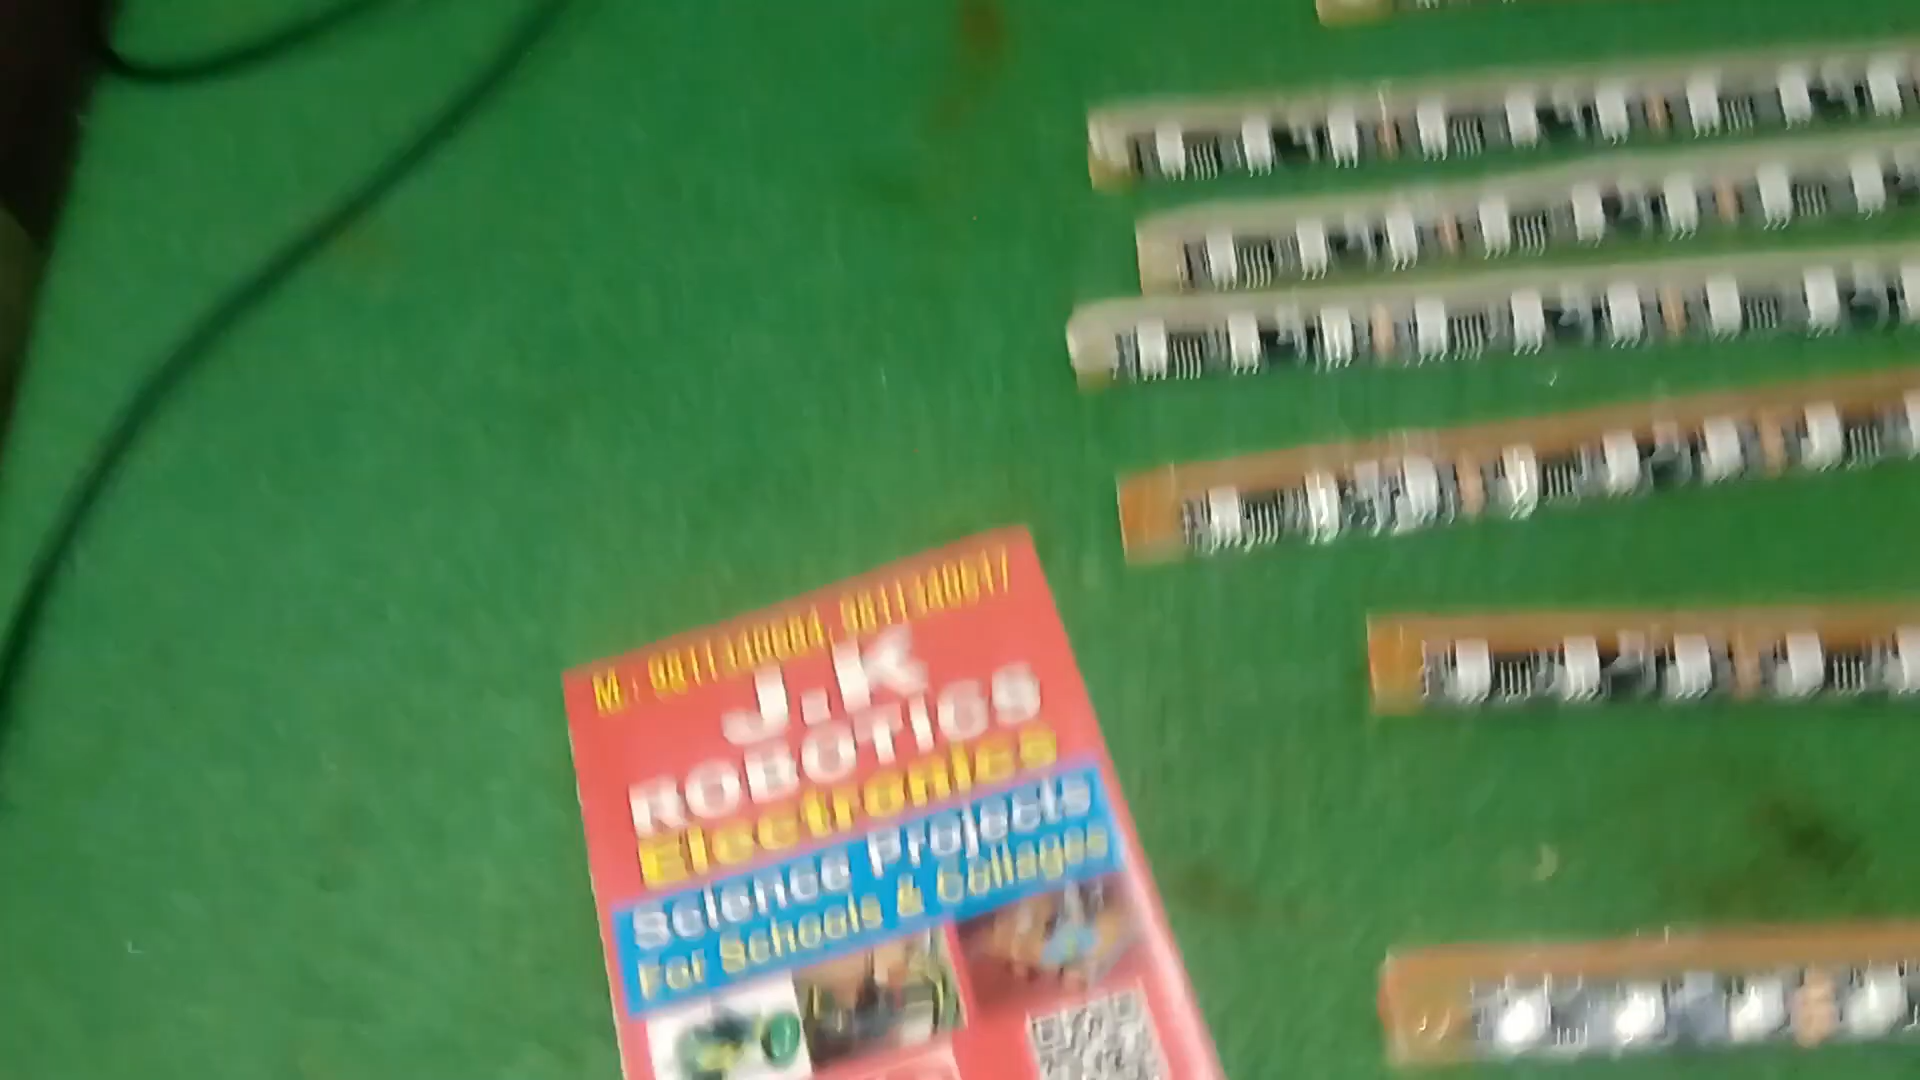 J.K
ROBOTICS
Electronics
Science Projects
For Schools & Collages